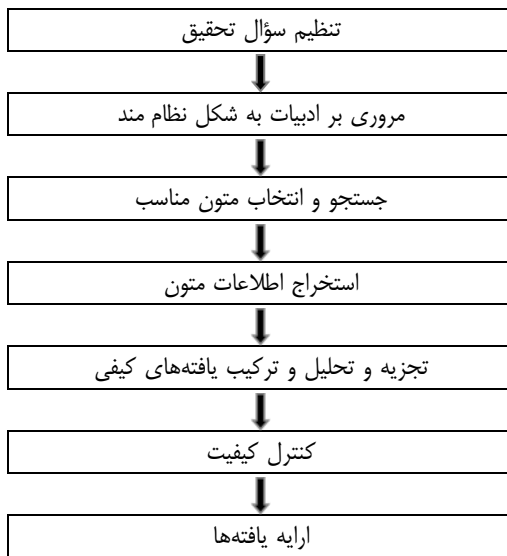 تنظیم سؤال تحقیق
مروری بر ادبیات به شکل نظام مند
جستجو و انتخاب متون مناسب
استخراج اطلاعات متون
تجزیه و تحلیل و ترکیب یافته‌های کیفی
کنترل کیفیت
ارایه یافته‌ها